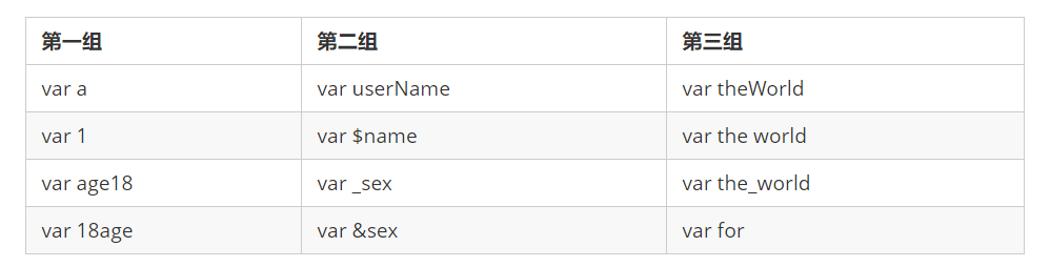 第一组 第二组 第三组
var a var userName var theWorld
var 1 var $name var the world
var age18 var _sex var the_world
var 18age var &sex var for